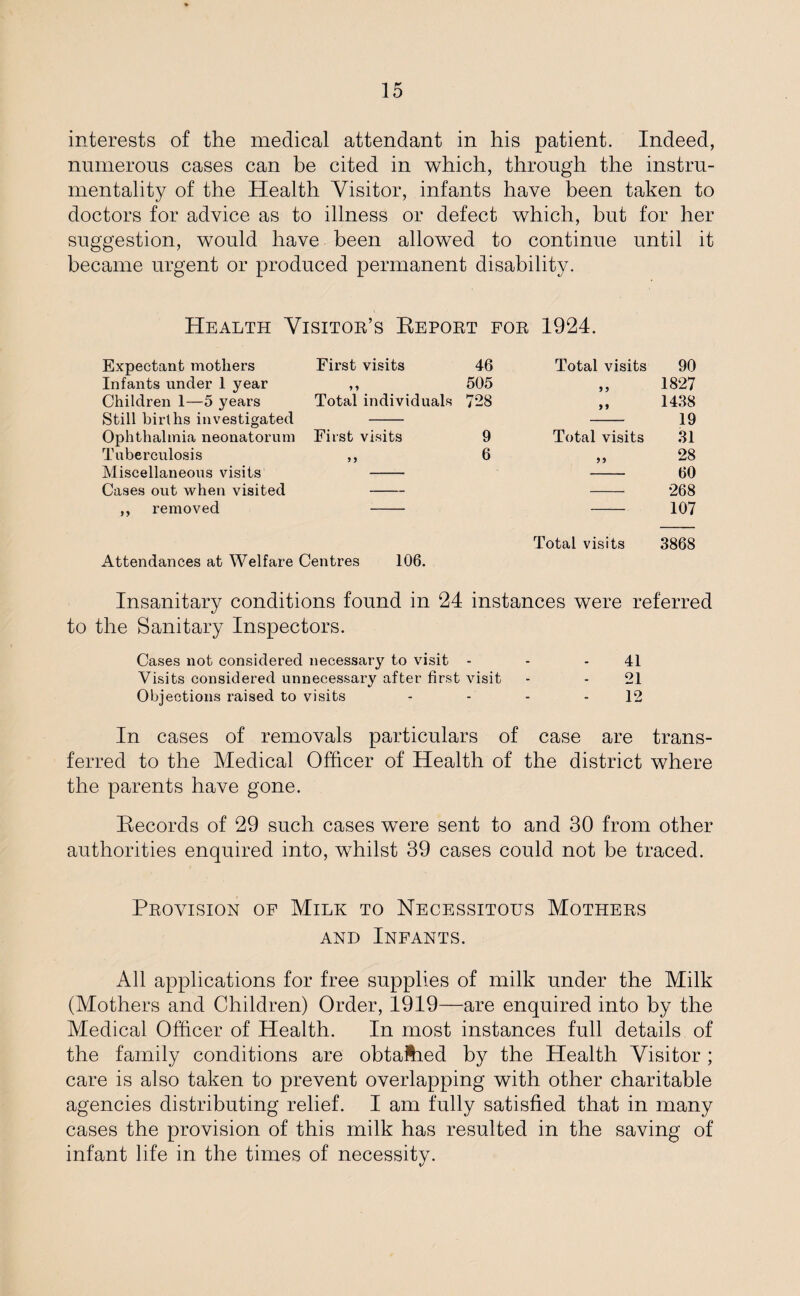 15
interests of the medical attendant in his patient. Indeed,
numerous cases can be cited in which, through the instru-
mentality of the Health Visitor, infants have been taken to
doctors for advice as to illness or defect which, but for her
suggestion, would have been allowed to continue until it
became urgent or produced permanent disability.
Health Visitor's Report for 1924.
Expectant mothers First visits 46 Total visits 90
Infants under 1 year ,, 505 ,, 1827
Children 1—5 years Total individuals 728 ,, 1438
Still births investigated —— —— 19
Ophthalmia neonatorum First visits 9 Total visits 31
Tuberculosis ,, 6 ,, 28
Miscellaneous visits —— —— 60
Cases out when visited —— —— 268
,, removed —— —— 107
Total visits 3868
Attendances at Welfare Centres 106.
Insanitary conditions found in 24 instances were referred
to the Sanitary Inspectors.
Cases not considered necessary to visit - - - 41
Visits considered unnecessary after first visit - - 21
Objections raised to visits - - - - 12
In cases of removals particulars of case are trans-
ferred to the Medical Officer of Health of the district where
the parents have gone.
Records of 29 such cases were sent to and 30 from other
authorities enquired into, whilst 39 cases could not be traced.
Provision of Milk to Necessitous Mothers
and Infants.
All applications for free supplies of milk under the Milk
(Mothers and Children) Order, 1919—are enquired into by the
Medical Officer of Health. In most instances full details of
the family conditions are obtained by the Health Visitor ;
care is also taken to prevent overlapping with other charitable
agencies distributing relief. I am fully satisfied that in many
cases the provision of this milk has resulted in the saving of
infant life in the times of necessity.